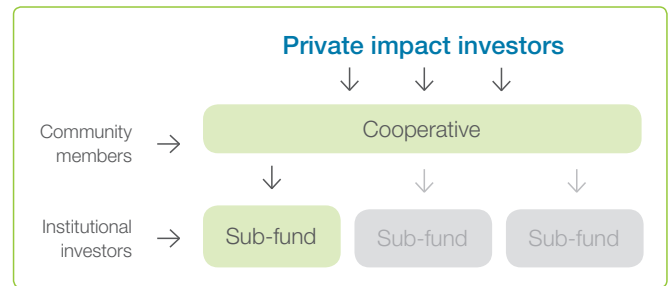 Private impact investors
Community
members
Cooperative
Institutional
investors
Sub-fund
Sub-fund
Sub-fund